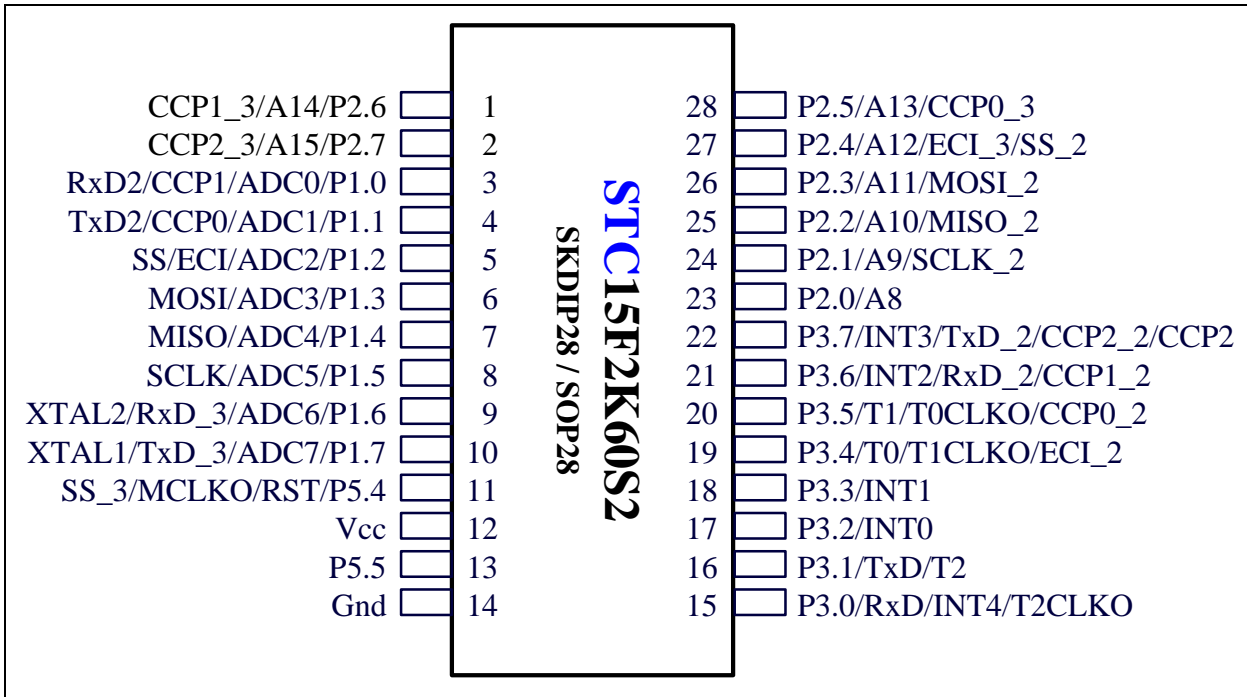 CCP1_3/A14/P2.6 1
CCP2_3/A15/P2.7 2
RxD2/CCP1/ADC0/P1.0 3
TxD2/CCP0/ADC1/P1.1 4
SS/ECI/ADC2/P1.2 5
MOSI/ADC3/P1.3 6
MISO/ADC4/P1.4 7
SCLK/ADC5/P1.5 8
XTAL2/RxD_3/ADC6/P1.6 9
XTAL1/TxD_3/ADC7/P1.7 10
SS_3/MCLKO/RST/P5.4 11
Vcc 12
P5.5 13
Gnd 14
STC15F2K60S2
SKDIP28 / SOP28
28 P2.5/A13/CCP0_3
27 P2.4/A12/ECI_3/SS_2
26 P2.3/A11/MOSI_2
25 P2.2/A10/MISO_2
24 P2.1/A9/SCLK_2
23 P2.0/A8
22 P3.7/INT3/TxD_2/CCP2_2/CCP2
21 P3.6/INT2/RxD_2/CCP1_2
20 P3.5/T1/T0CLKO/CCP0_2
19 P3.4/T0/T1CLKO/ECI_2
18 P3.3/INT1
17 P3.2/INT0
16 P3.1/TxD/T2
15 P3.0/RxD/INT4/T2CLKO